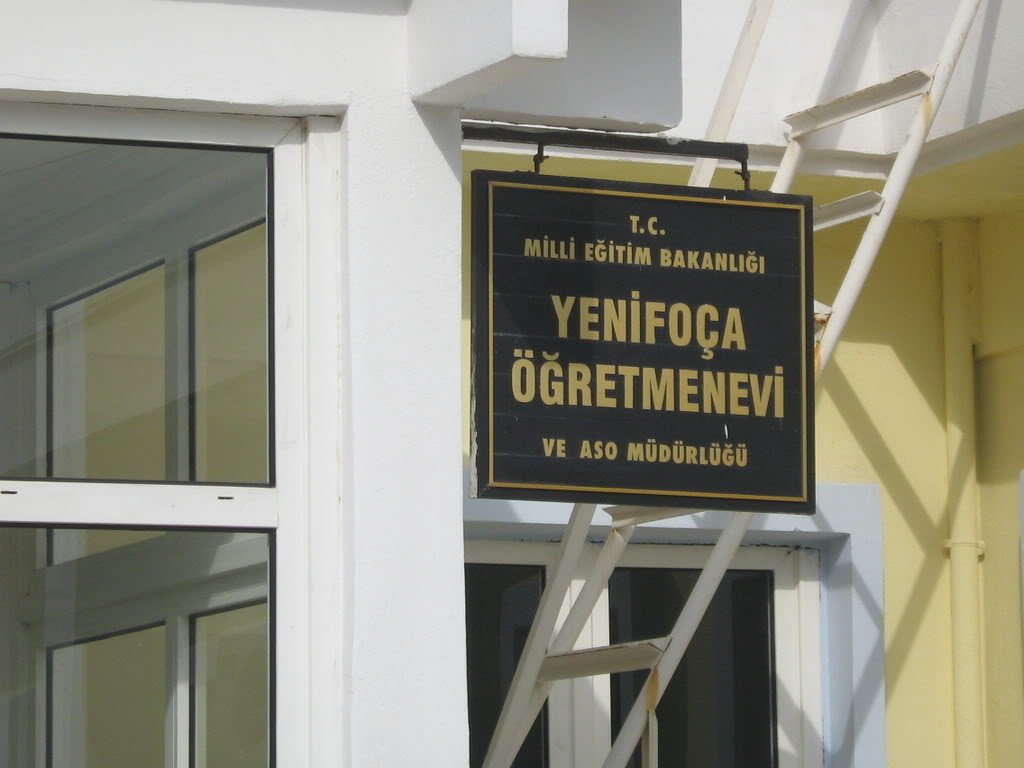 T.C.
MİLLİ EĞİTİM BAKANLIĞI
YENİFOÇA
ÖĞRETMENEVİ
VE ASO MÜDÜRLÜĞÜ